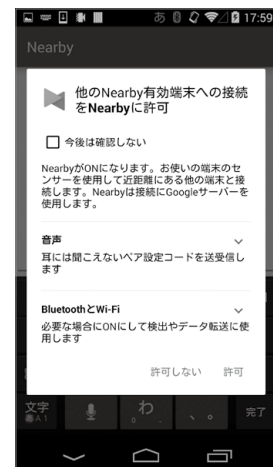 あ 17:59
Nearby
他のNearby有効端末への接続
をNearbyに許可
今後は確認しない
NearbyがONになります。お使いの端末のセ
ンサーを使用して近距離にある他の端末と接
続します。Nearbyは接続にGoogleサーバーを
使用します。
音声
耳には聞こえないペア設定コードを送受信し
ます
BluetoothとWi-Fi
必要な場合にONにして検出やデータ転送に使
用します
許可しない 許可
文字 わ 、。 完了
あA1